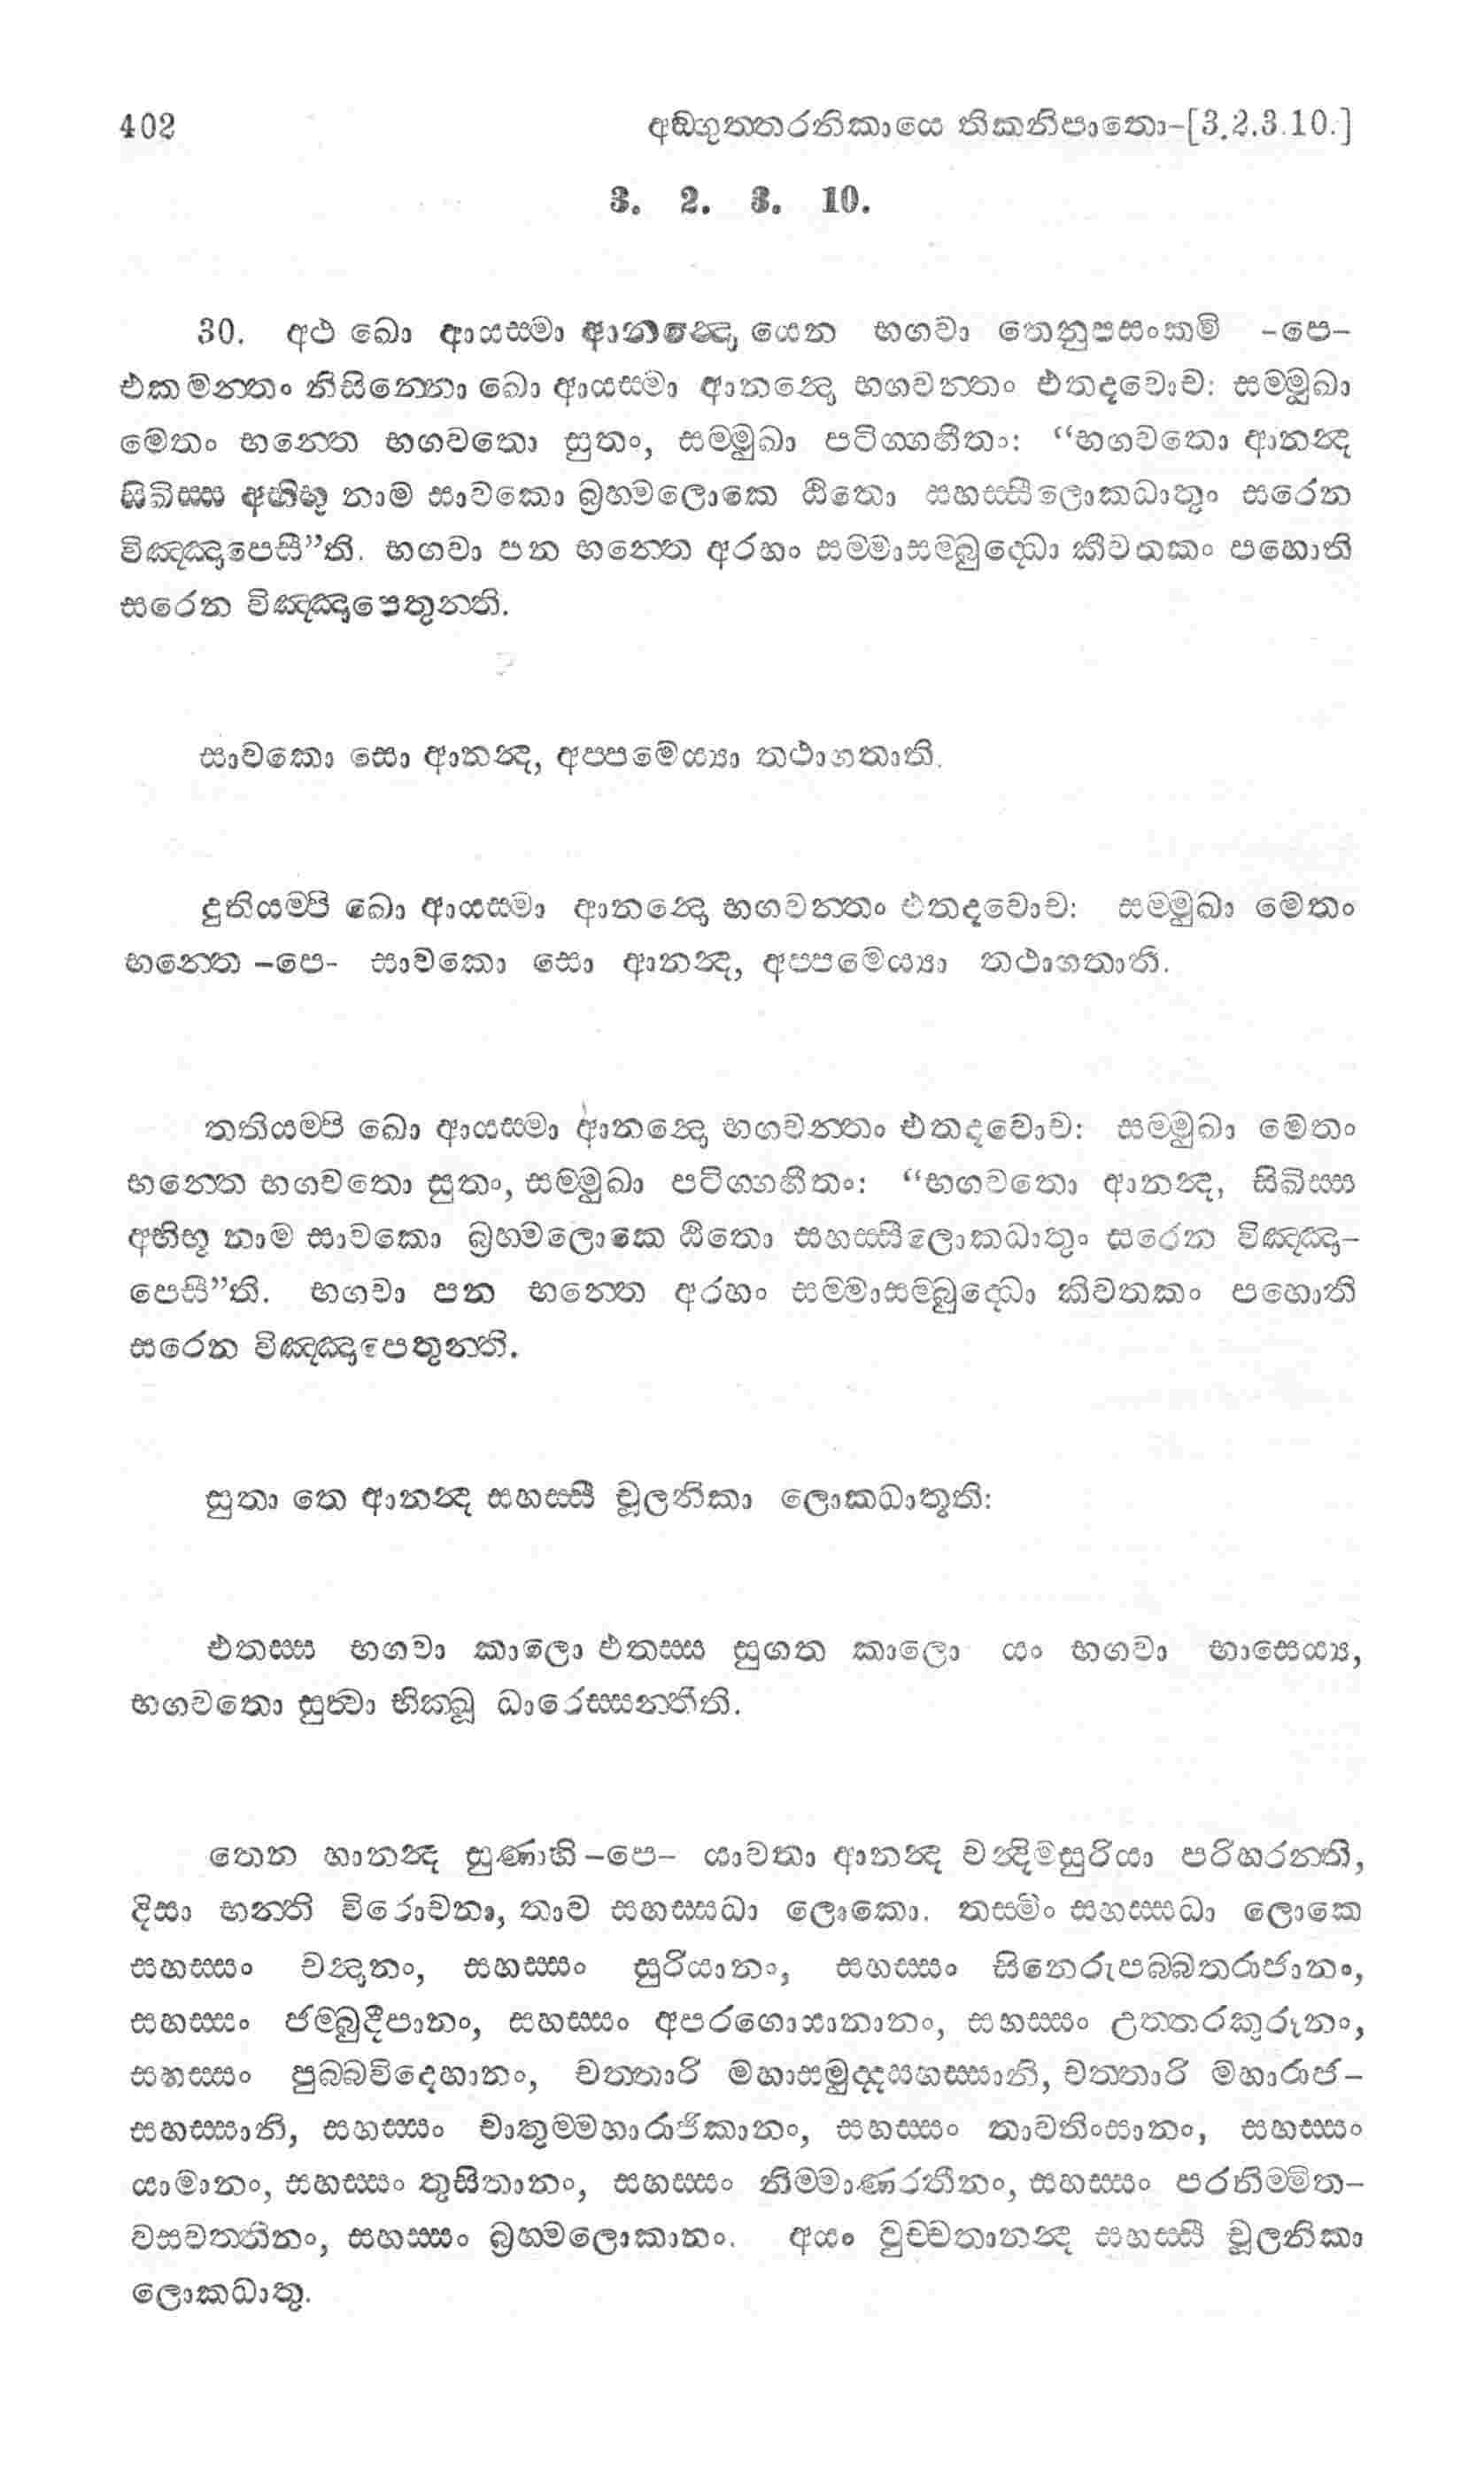 402 අඞ්ගුත්තරනිකායෙ තිකනිපාතො-[3.2.3.10.]
3. 2. 3. 10.
30. අථ ඛො ආයස්මා ආනන්දො යෙන භගවා තෙනුපසංකමි -පෙ-
එකමන්තං නිසින්නො ඛො ආයස්මා ආනන්දො භගවන්තං එතදවොච: සම්මුඛා
මෙතං භන්තෙ භගවතො සුතං, සම්මුඛා පටිග්ගහීතං: “භගවතො ආනන්ද
සිඛිස්ස අභිභූ නාම සාවකො බ්‍රහ්මලොකෙ ඨිතො සහස්සීලොකධාතුං සරෙන
විඤ්ඤාපෙසී”ති. භගවා පන භන්තෙ අරහං සම්මාසම්බුද්ධො කීවතකං පහොති
සරෙන විඤ්ඤාපෙතුන්ති.
සාවකො සො ආනන්ද, අප්පමෙය්‍යා තථාගතාති.
දුතියම්පි ඛො ආයස්මා ආනන්දො භගවන්තං එතදවොච: සම්මුඛා මෙතං
භන්තෙ –පෙ- සාවකො සො ආනන්ද, අප්පමෙය්‍යා තථාගතාති.
තතියම්පි ඛො ආයස්මා ආනන්දො භගවන්තං එතදවොච: සම්මුඛා මෙතං
භන්තෙ භගවතො සුතං, සම්මුඛා පටිග්ගහීතං: “භගවතො ආනන්ද, සිඛිස්ස
අභිභූ නාම සාවකො බ්‍රහ්මලොකෙ ඨිතො සහස්සීලොකධාතුං සරෙන විඤ්ඤා-
පෙසී”ති. භගවා පන භන්තෙ අරහං සම්මාසම්බුද්ධො කිවතකං පහොති
සරෙන විඤ්ඤාපෙතුන්ති.
සුතා තෙ ආනන්ද සහස්සී චූලනිකා ලොකධාතූති:
එතස්ස භගවා කාලො එතස්ස සුගත කාලො යං භගවා භාසෙය්‍ය,
භගවතො සුත්වා භික්ඛූ ධාරෙස්සන්තීති.
තෙන හානන්ද සුණාහි –පෙ– යාවතා ආනන්ද චන්දිමසුරියා පරිහරන්ති,
දිසා භන්ති විරොචනා, තාව සහස්සධා ලොකො. තස්මිං සහස්සධා ලොකෙ
සහස්සං චන්දානං, සහස්සං සුරියානං, සහස්සං සිනෙරුපබ්බතරාජානං,
සහස්සං ජම්බුදීපානං, සහස්සං අපරගොයානානං, සහස්සං උත්තරකුරූනං,
සහස්සං පුබ්බවිදෙහානං, චත්තාරි මහාසමුද්දසහස්සානි, චත්තාරි මහාරාජ-
සහස්සානි, සහස්සං චාතුම්මහාරාජිකානං, සහස්සං තාවතිංසානං, සහස්සං
යාමානං, සහස්සං තුසිතානං, සහස්සං නිම්මාණරතීනං, සහස්සං පරනිම්මිත-
වසවත්තීනං, සහස්සං බ්‍රහ්මලොකානං. අයං වුච්චතානන්ද සහස්සී චූලනිකා
ලොකධාතු.